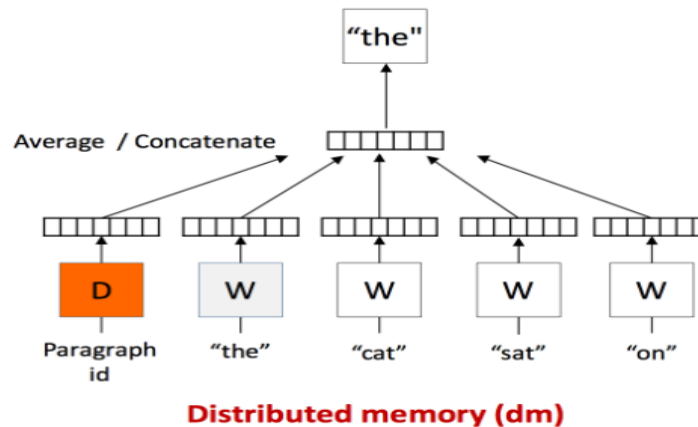 “the"
Average / Concatenate
D W W W W
Paragraph id “the” “cat” “sat” “on”
Distributed memory (dm)